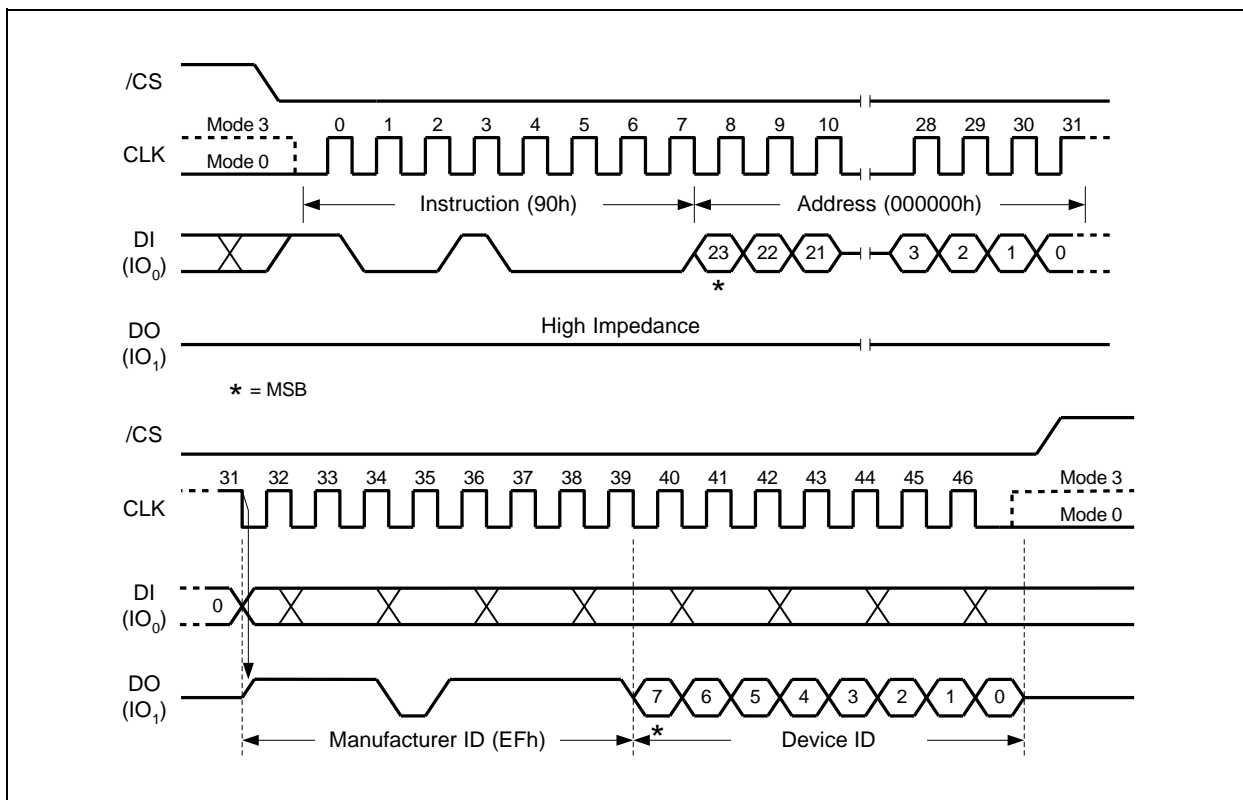 /CS
Mode 3
0 1 2 3 4 5 6 7 8 9 10 28 29 30 31
CLK
Mode 0
Instruction (90h) Address (000000h)
DI
(IO0)
23 22 21 3 2 1 0
*
DO
(IO1)
High Impedance
* = MSB
/CS
31 32 33 34 35 36 37 38 39 40 41 42 43 44 45 46
Mode 3
CLK
Mode 0
DI
(IO0)
0
DO
(IO1)
7 6 5 4 3 2 1 0
*
Manufacturer ID (EFh) Device ID